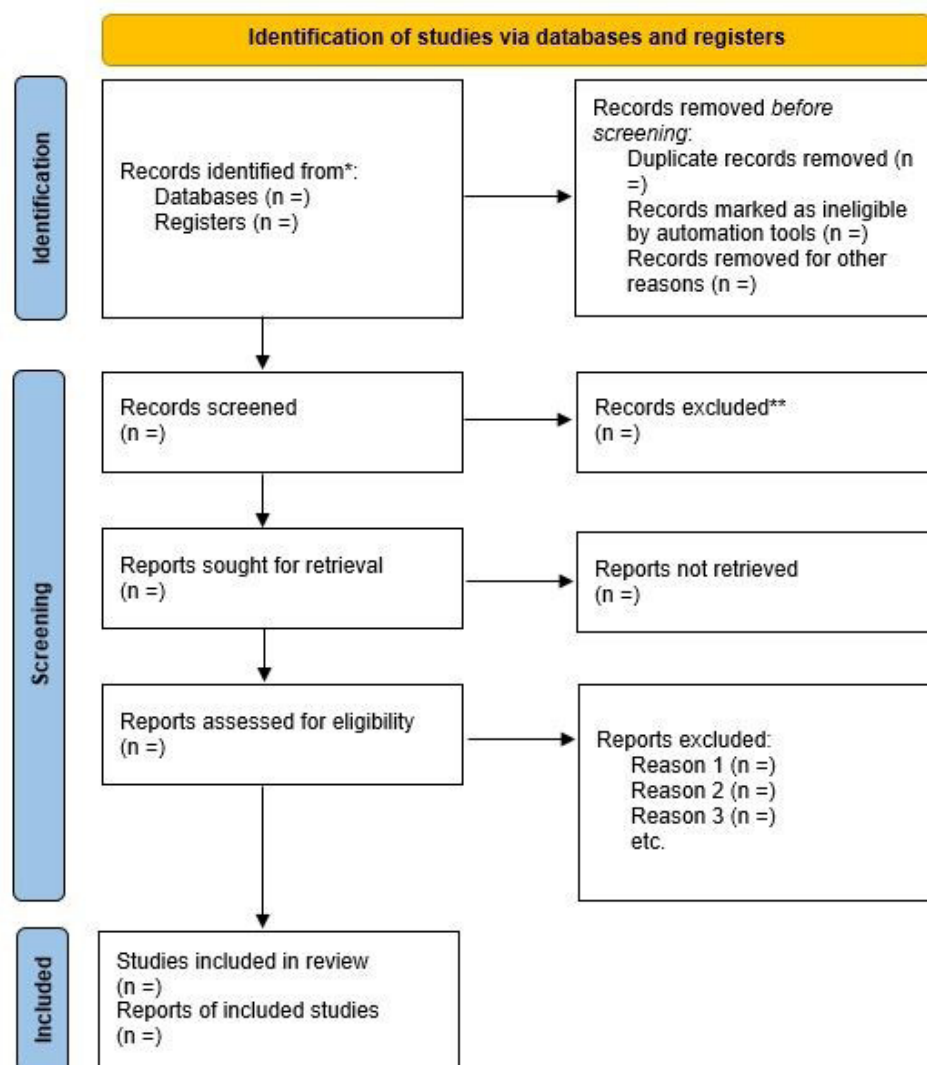 Identification of studies via databases and registers
Identification
Records identified from*:
Databases (n =)
Registers (n =)
Records removed before
screening:
Duplicate records removed (n
=)
Records marked as ineligible
by automation tools (n =)
Records removed for other
reasons (n =)
Screening
Records screened
(n =)
Records excluded**
(n =)
Reports sought for retrieval
(n =)
Reports not retrieved
(n =)
Reports assessed for eligibility
(n =)
Reports excluded:
Reason 1 (n =)
Reason 2 (n =)
Reason 3 (n =)
etc.
Included
Studies included in review
(n =)
Reports of included studies
(n =)